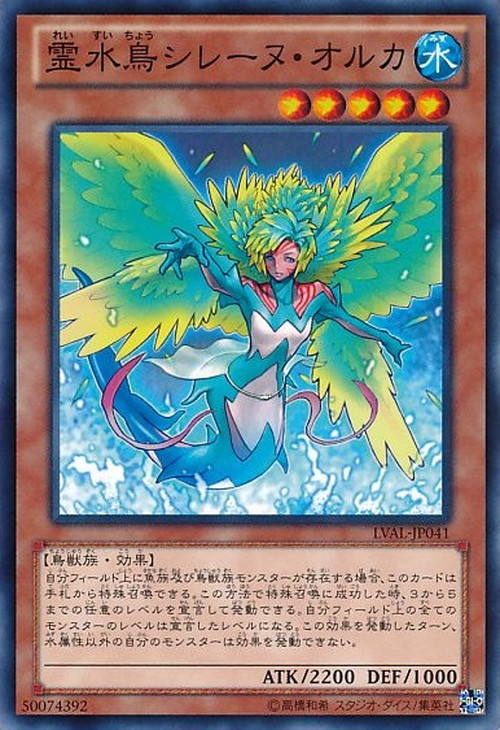 霊水鳥シレーヌ・オルカ
水
LVAL-JP041
【鳥獣族・効果】
自分フィールド上に魚族及び鳥獣族モンスターが存在する場合、このカードは
手札から特殊召喚できる。この方法で特殊召喚に成功した時、3から5
までの任意のレベルを宣言して発動できる。自分フィールド上の全ての
モンスターのレベルは宣言したレベルになる。この効果を発動したターン、
水属性以外の自分のモンスターは効果を発動できない。
ATK/2200 DEF/1000
50074392
©高橋和希 スタジオ・ダイス/集英社